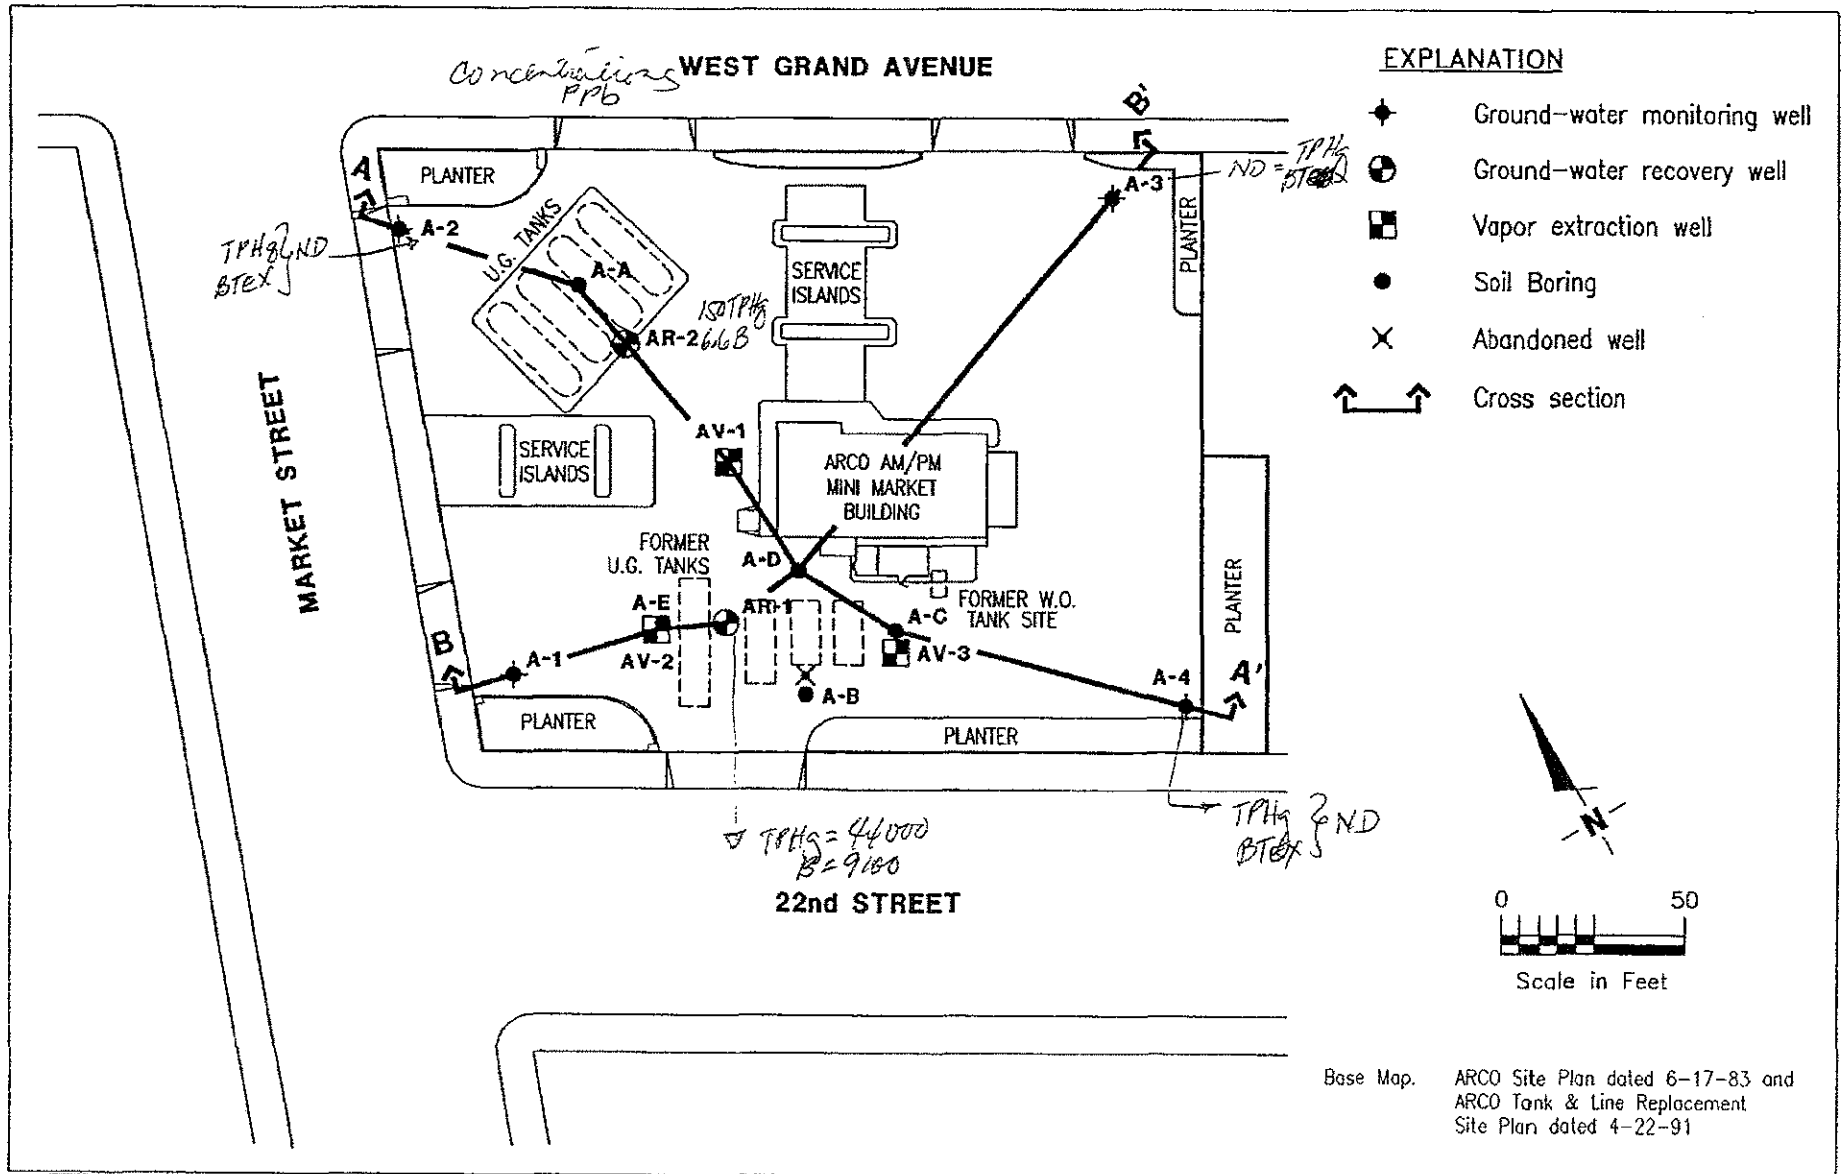 Concentrations
PPb
WEST GRAND AVENUE
EXPLANATION
Ground-water monitoring well
Ground-water recovery well
Vapor extraction well
Soil Boring
Abandoned well
Cross section
B'
ND = TPHg
A-3
A
PLANTER
A-2
TPHg } ND
BTEX
U.G. TANKS
A-A
SERVICE
ISLANDS
PLANTER
150 TPHg
AR-2 6.6 B
MARKET STREET
AV-1
SERVICE
ISLANDS
ARCO AM/PM
MINI MARKET
BUILDING
FORMER
U.G. TANKS
A-D
A-E
AR-1
FORMER W.O.
TANK SITE
A-C
PLANTER
B
A-1
AV-2
AV-3
A-B
A-4
A'
PLANTER
PLANTER
TPHg = 44000
B = 9100
TPHg } ND
BTEX
22nd STREET
N
0 50
Scale in Feet
Base Map. ARCO Site Plan dated 6-17-83 and
ARCO Tank & Line Replacement
Site Plan dated 4-22-91